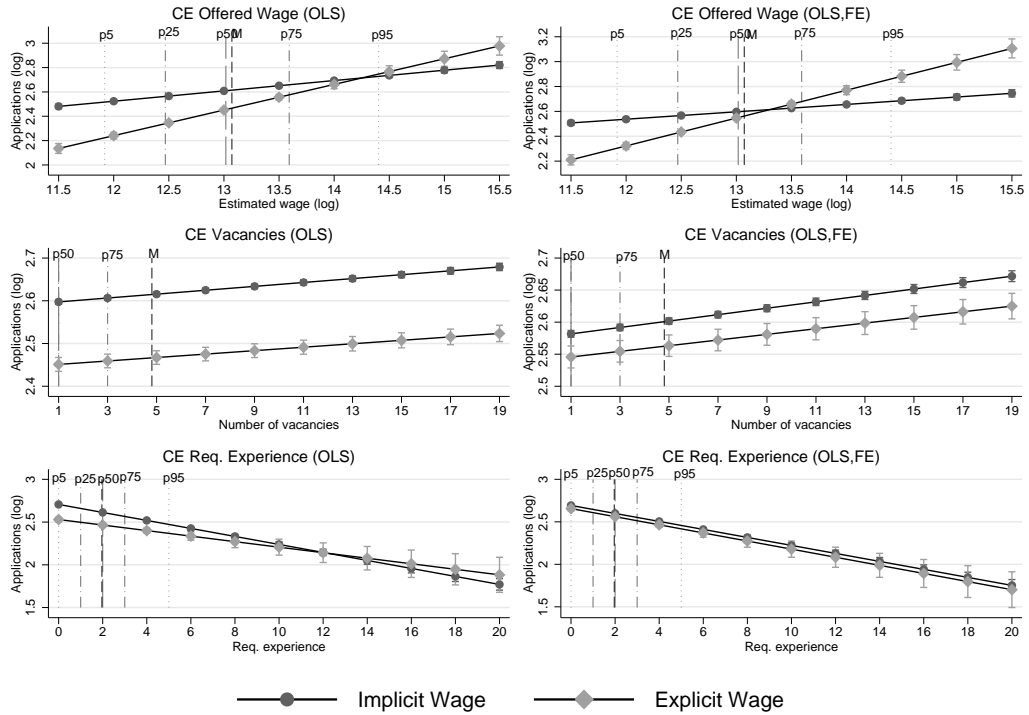 CE Offered Wage (OLS)
p5 p25 p50 M p75 p95
Applications (log)
3
2.8
2.6
2.4
2.2
2
11.5 12 12.5 13 13.5 14 14.5 15 15.5
Estimated wage (log)
CE Offered Wage (OLS,FE)
p5 p25 p50 M p75 p95
Applications (log)
3.2
3
2.8
2.6
2.4
2.2
11.5 12 12.5 13 13.5 14 14.5 15 15.5
Estimated wage (log)
CE Vacancies (OLS)
p50 p75 M
Applications (log)
2.7
2.6
2.5
2.4
1 3 5 7 9 11 13 15 17 19
Number of vacancies
CE Vacancies (OLS,FE)
p50 p75 M
Applications (log)
2.7
2.65
2.6
2.55
2.5
1 3 5 7 9 11 13 15 17 19
Number of vacancies
CE Req. Experience (OLS)
p5 p25 p50 p75 p95
Applications (log)
3
2.5
2
1.5
0 2 4 6 8 10 12 14 16 18 20
Req. experience
CE Req. Experience (OLS,FE)
p5 p25 p50 p75 p95
Applications (log)
3
2.5
2
1.5
0 2 4 6 8 10 12 14 16 18 20
Req. experience
Implicit Wage Explicit Wage